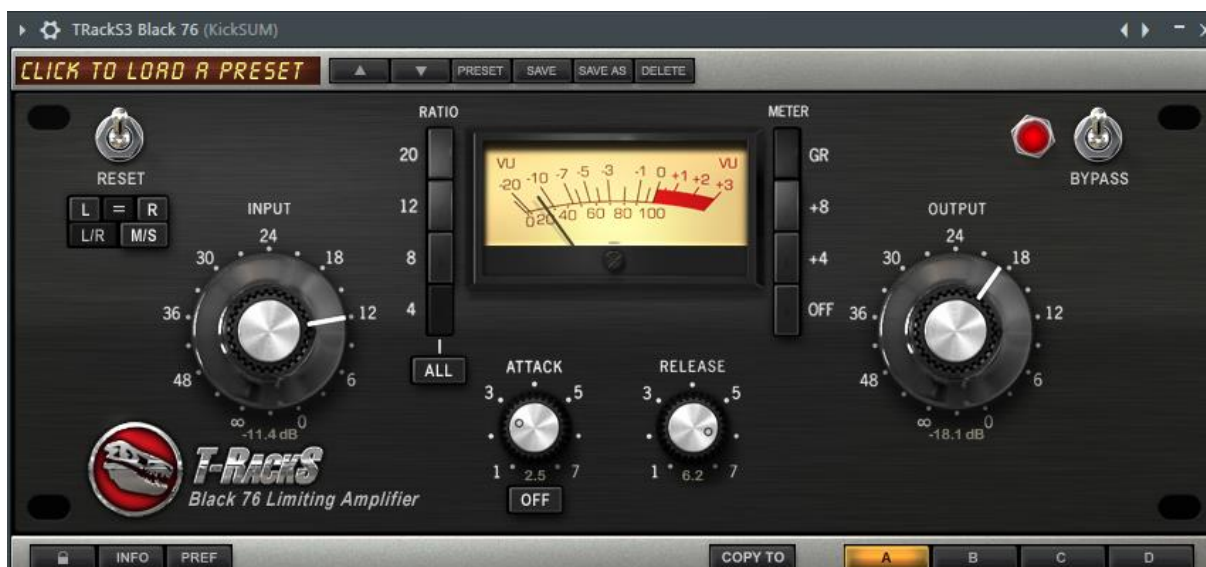 TRackS3 Black 76 (KickSUM)
CLICK TO LOAD A PRESET PRESET SAVE SAVE AS DELETE
RATIO METER
20 GR
RESET BYPASS
L = R
L/R M/S
12 +8
8 +4
4 OFF
ALL
VU VU
-20 -10 -7 -5 -3 -1 0 +1 +2 +3
0 20 40 60 80 100
INPUT
24
30 18
36 12
48 6
∞ 0
-11.4 dB
OUTPUT
24
30 18
36 12
48 6
∞ 0
-18.1 dB
ATTACK
3 5
1 2.5 7
OFF
RELEASE
3 5
1 6.2 7
T-RackS
Black 76 Limiting Amplifier
INFO PREF COPY TO A B C D